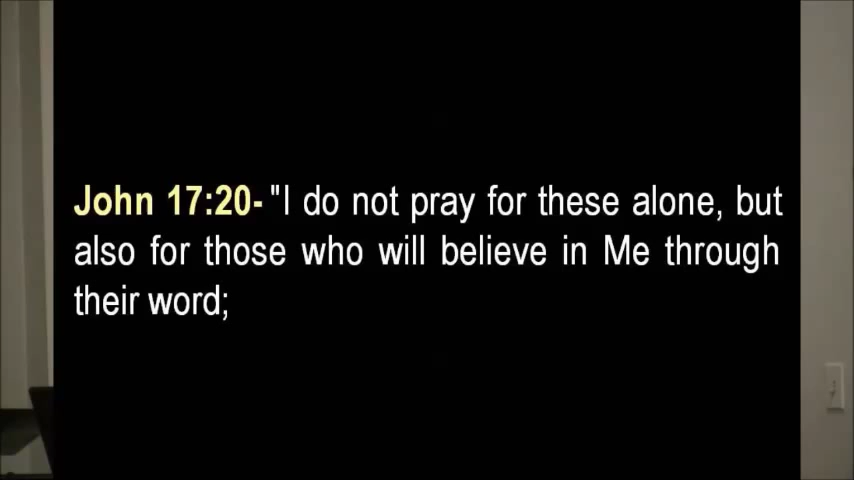 John 17:20- "I do not pray for these alone, but
also for those who will believe in Me through
their word;